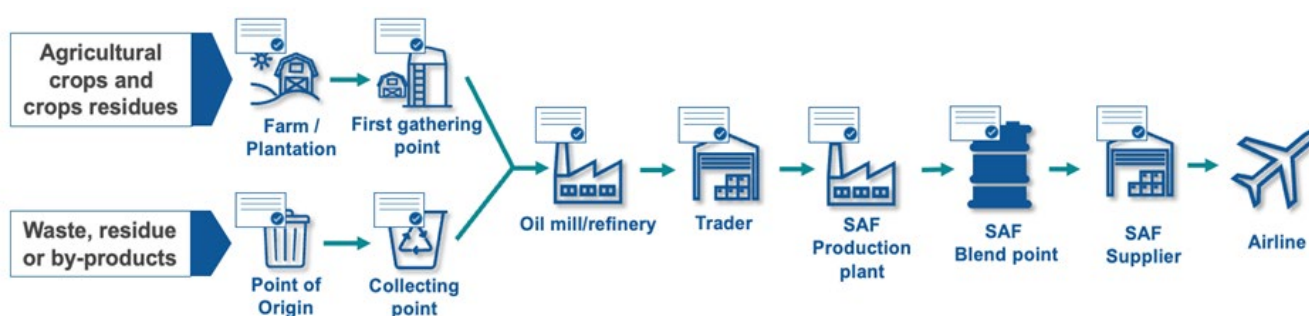 Agricultural
crops and
crops residues
Farm /
Plantation
First gathering
point
Waste, residue
or by-products
Point of
Origin
Collecting
point
Oil mill/refinery
Trader
SAF
Production
plant
SAF
Blend point
SAF
Supplier
Airline